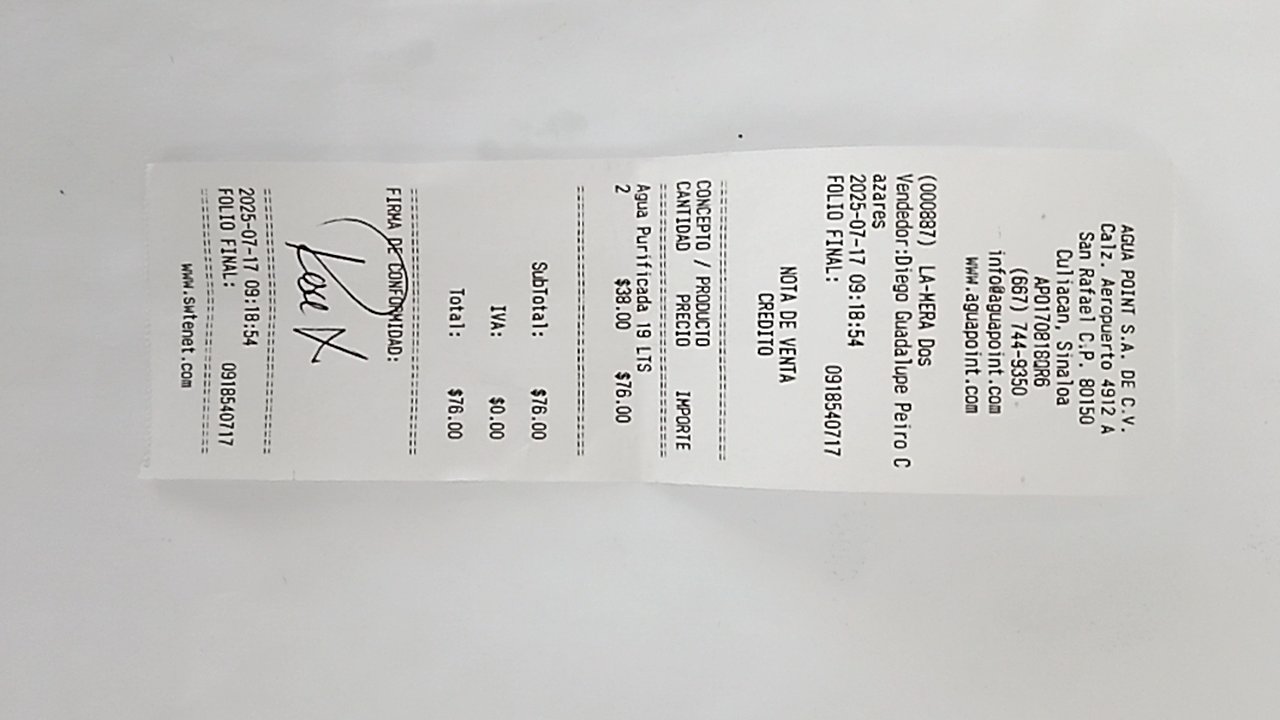 AGUA POINT S.A. DE C.V.
Calz. Aeropuerto 4912 A
San Rafael C.P. 80150
Culiacan, Sinaloa
APO170818QR6
(667) 744-9350
info@aguapoint.com
www.aguapoint.com
(000887) LA-MERA DOS
Vendedor:Diego Guadalupe Peiro C
azares
2025-07-17 09:18:54
FOLIO FINAL: 0918540717
NOTA DE VENTA
CREDITO
CONCEPTO / PRODUCTO
CANTIDAD PRECIO IMPORTE
Agua Purificada 19 LTS
2 $38.00 $76.00
SubTotal: $76.00
IVA: $0.00
Total: $76.00
FIRMA DE CONFORMIDAD:
Jose
2025-07-17 09:18:54
FOLIO FINAL: 0918540717
www.swtenet.com